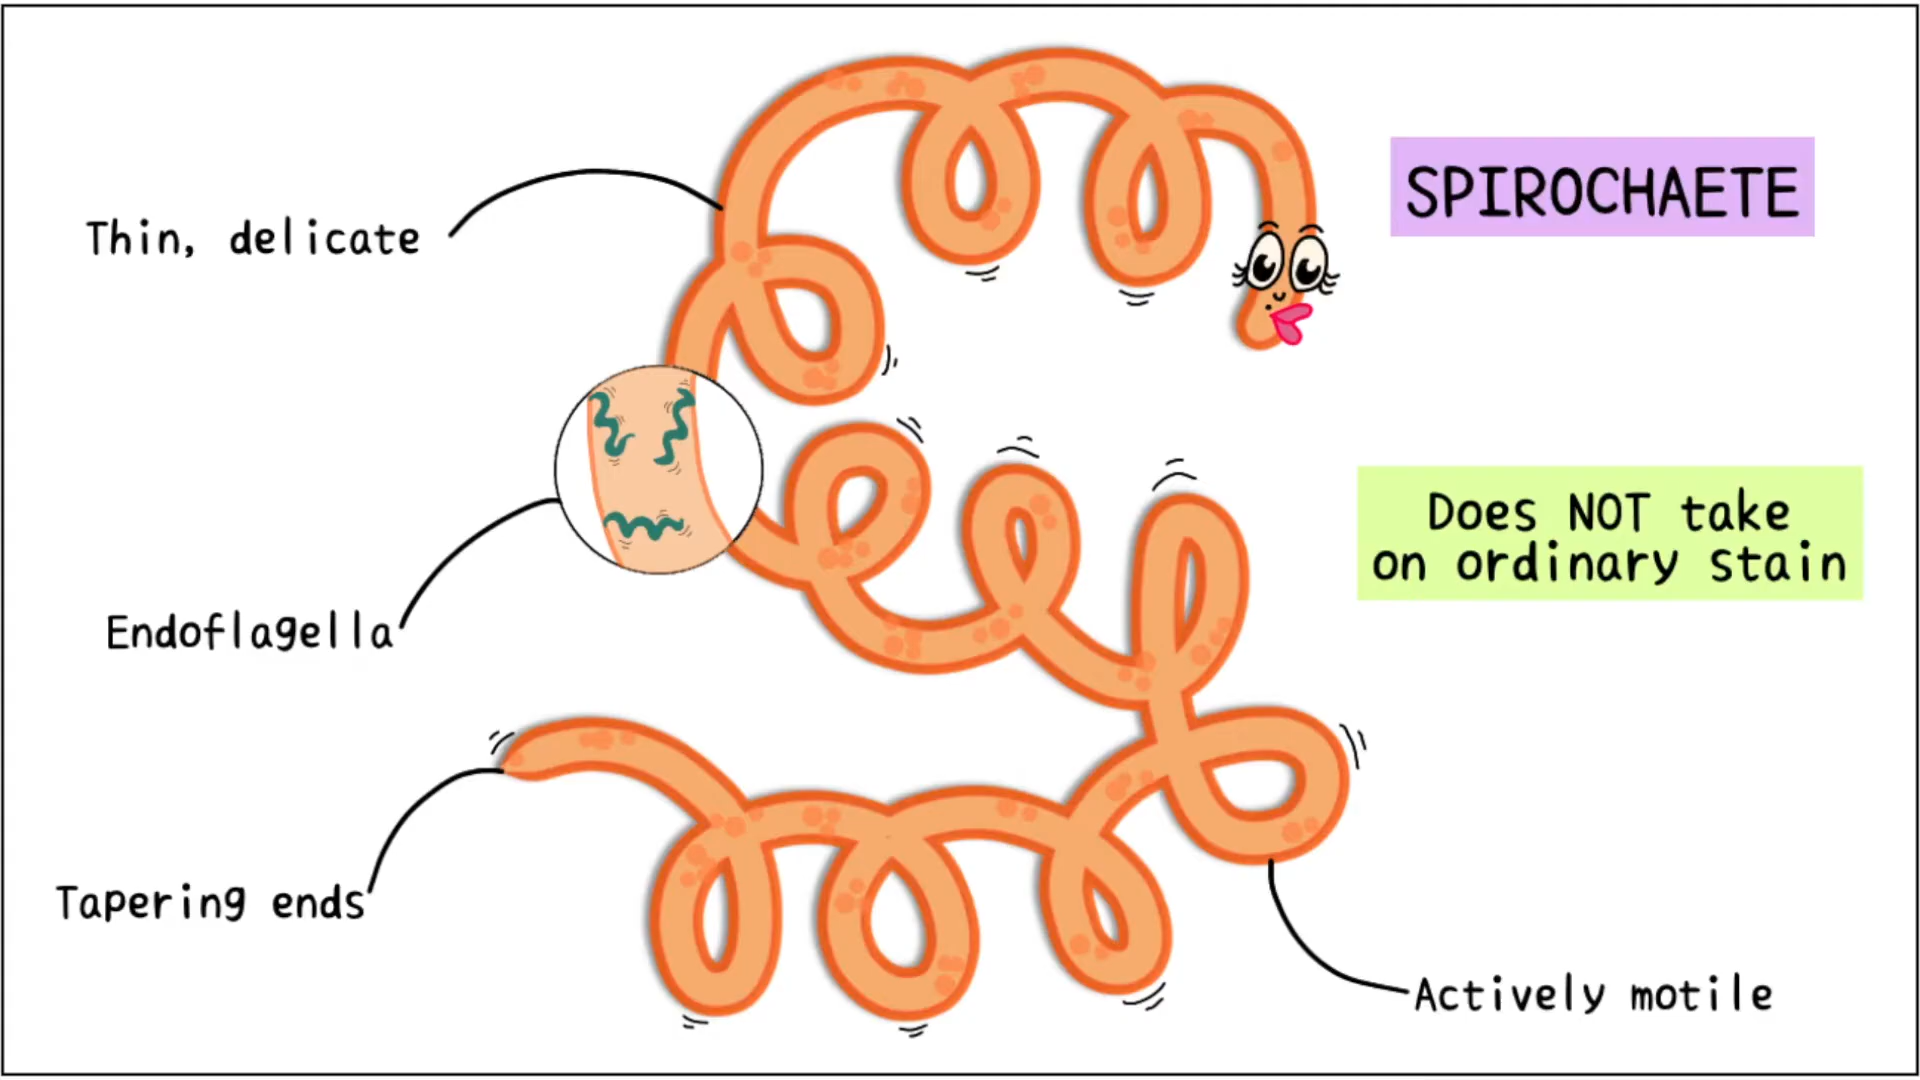 SPIROCHAETE
Thin, delicate
Does NOT take
on ordinary stain
Endoflagella
Tapering ends
Actively motile